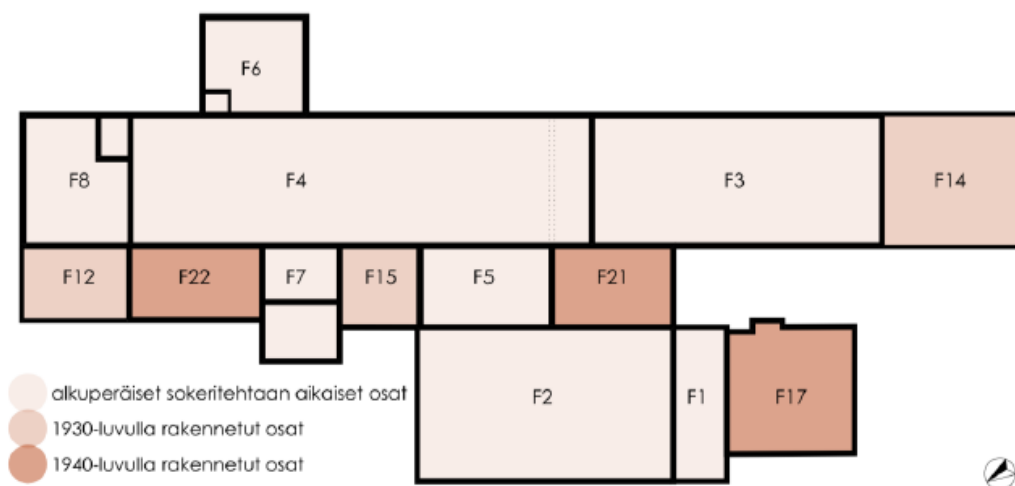 F6
F8
F4
F3
F14
F12
F22
F7
F15
F5
F21
F2
F1
F17
alkuperäiset sokeritehtaan aikaiset osat
1930-luvulla rakennetut osat
1940-luvulla rakennetut osat